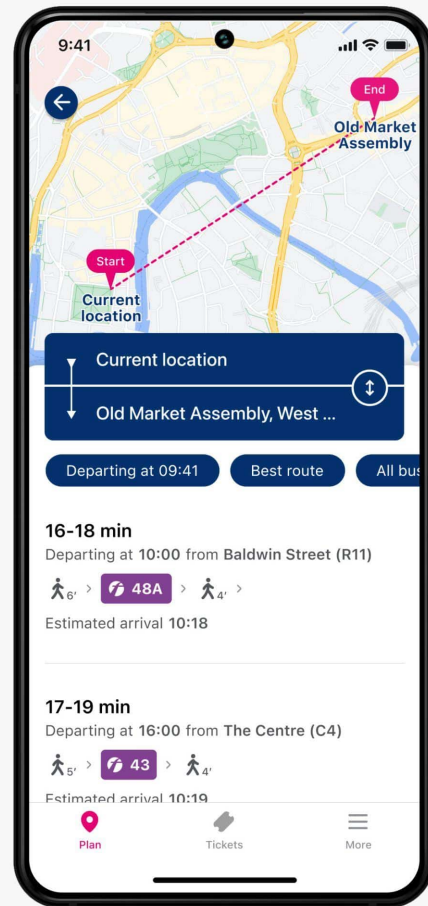 9:41
End
Old Market
Assembly
Start
Current
location
Current location
Old Market Assembly, West ...
Departing at 09:41
Best route
All bus
16-18 min
Departing at 10:00 from Baldwin Street (R11)
6' > 48A > 4' >
Estimated arrival 10:18
17-19 min
Departing at 16:00 from The Centre (C4)
5' > 43 > 4'
Estimated arrival 10:19
Plan
Tickets
More